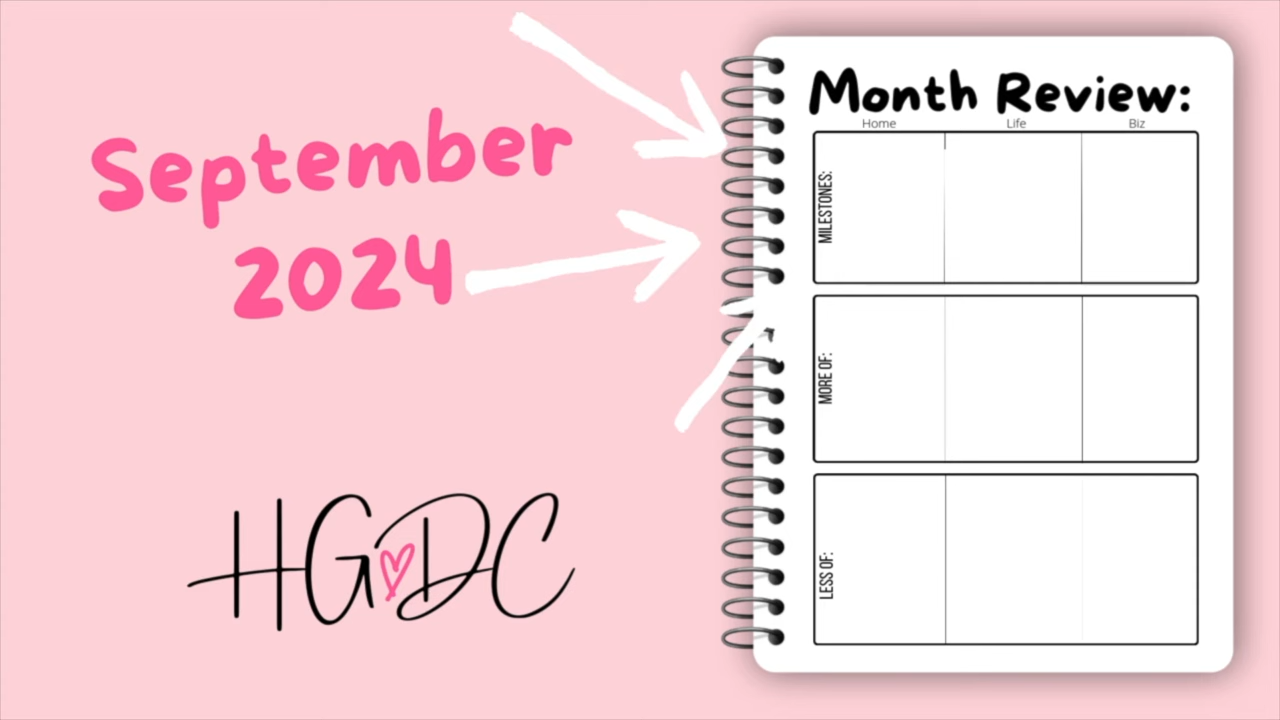 September
2024
HGDC
Month Review:
Home Life Biz
MILESTONES:
MORE OF:
LESS OF: